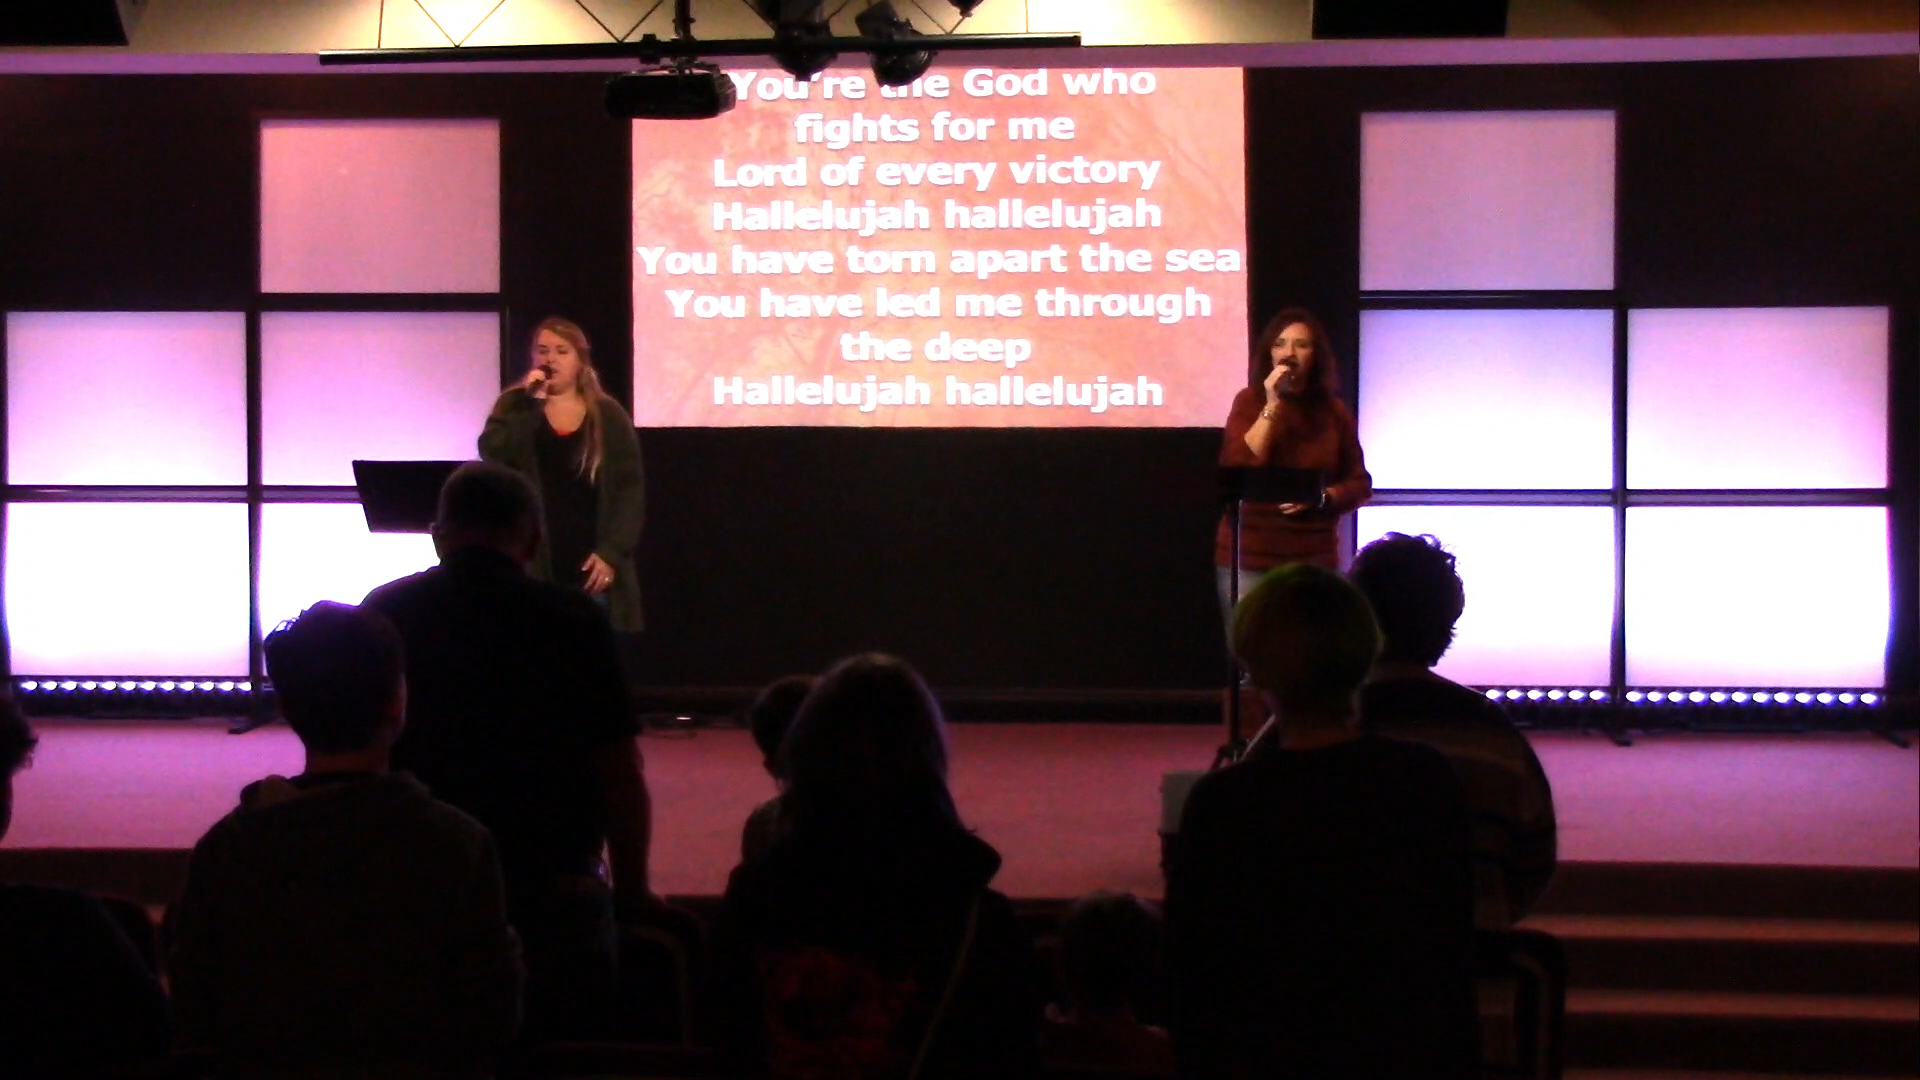 You're the God who
fights for me
Lord of every victory
Hallelujah hallelujah
You have torn apart the sea
You have led me through
the deep
Hallelujah hallelujah